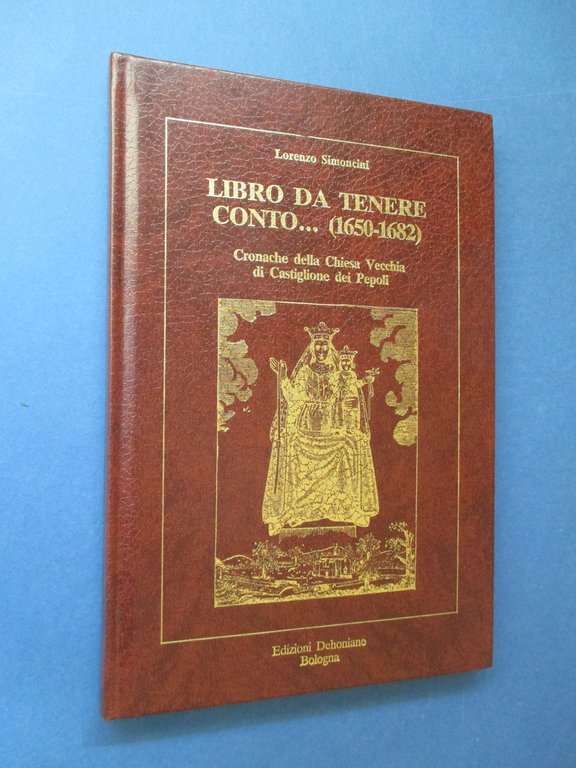 Lorenzo Simoncini
LIBRO DA TENERE
CONTO... (1650-1682)
Cronache della Chiesa Vecchia
di Castiglione dei Pepoli
Edizioni Dehoniane
Bologna